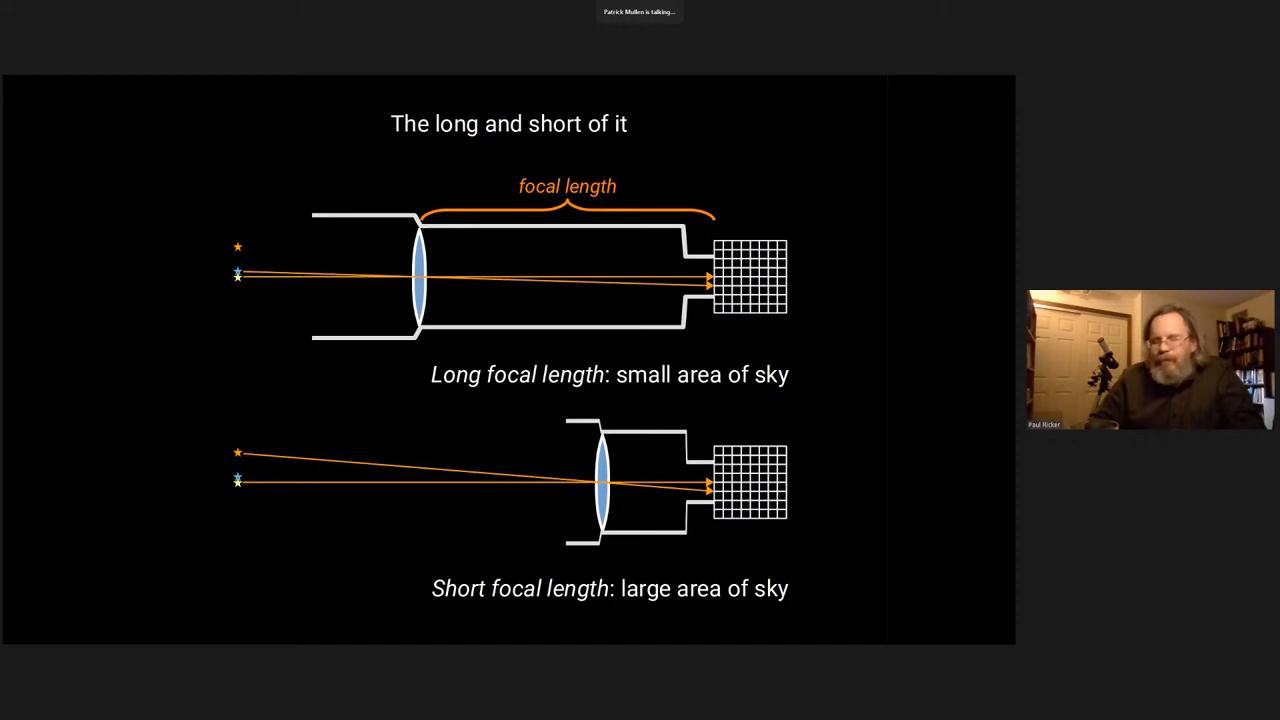 Patrick Mullen is talking...
The long and short of it
focal length
Long focal length: small area of sky
Paul Ricker
Short focal length: large area of sky